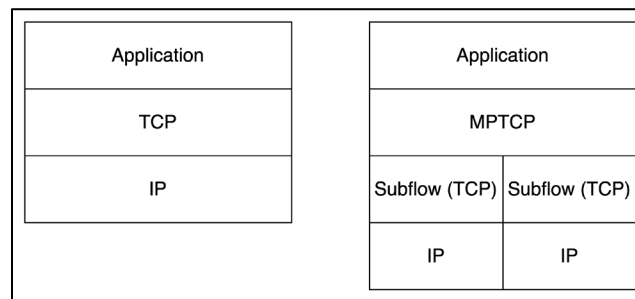 Application
TCP
IP
Application
MPTCP
Subflow (TCP) Subflow (TCP)
IP IP